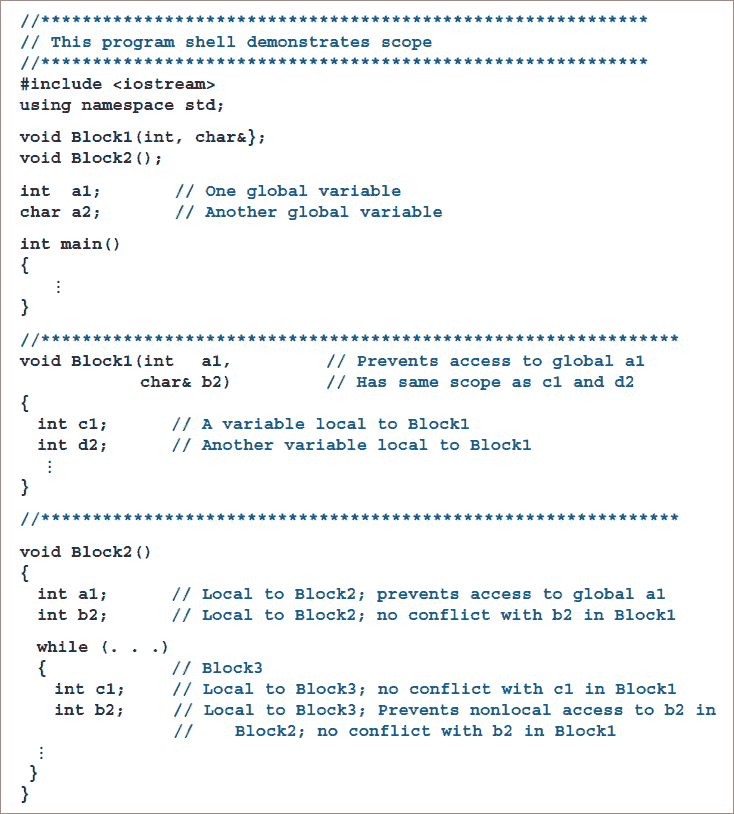 //************************************************************
// This program shell demonstrates scope
//************************************************************
#include <iostream>
using namespace std;
void Block1(int, char&};
void Block2();
int  a1;       // One global variable
char a2;       // Another global variable
int main()
{
⋮
}
//***************************************************************
void Block1(int   a1,         // Prevents access to global a1
            char& b2)         // Has same scope as c1 and d2
{
  int c1;      // A variable local to Block1
  int d2;      // Another variable local to Block1
⋮
}
//***************************************************************
void Block2()
{
  int a1;      // Local to Block2; prevents access to global a1
  int b2;      // Local to Block2; no conflict with b2 in Block1
  while (. . .)
  {            // Block3
    int c1;    // Local to Block3; no conflict with c1 in Block1
    int b2;    // Local to Block3; Prevents nonlocal access to b2 in
               //    Block2; no conflict with b2 in Block1
⋮
 }
}